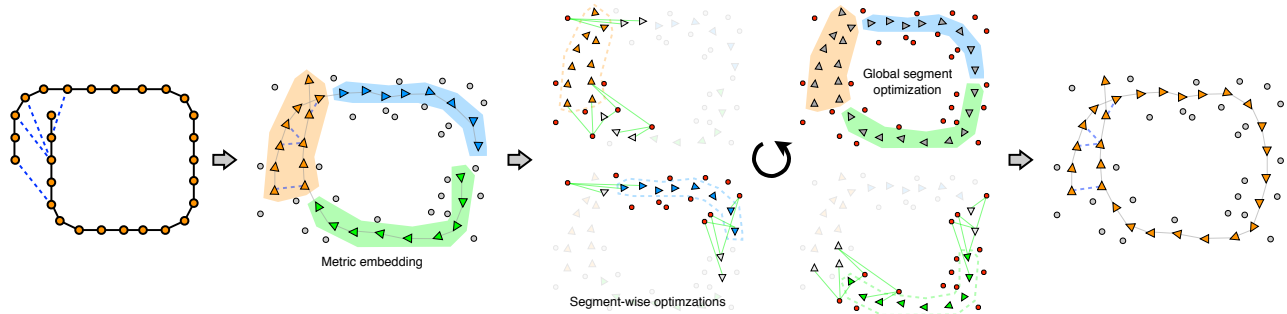 Metric embedding
Segment-wise optimzations
Global segment
optimization